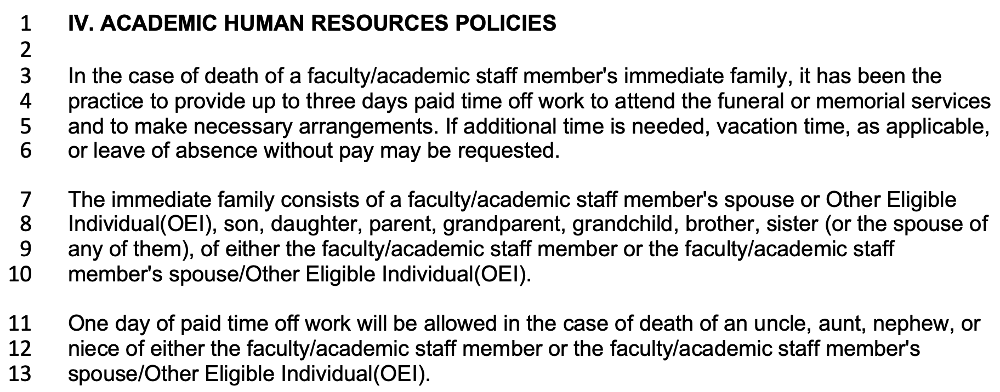 1 IV. ACADEMIC HUMAN RESOURCES POLICIES
2
3 In the case of death of a faculty/academic staff member's immediate family, it has been the
4 practice to provide up to three days paid time off work to attend the funeral or memorial services
5 and to make necessary arrangements. If additional time is needed, vacation time, as applicable,
6 or leave of absence without pay may be requested.
7 The immediate family consists of a faculty/academic staff member's spouse or Other Eligible
8 Individual(OEI), son, daughter, parent, grandparent, grandchild, brother, sister (or the spouse of
9 any of them), of either the faculty/academic staff member or the faculty/academic staff
10 member's spouse/Other Eligible Individual(OEI).
11 One day of paid time off work will be allowed in the case of death of an uncle, aunt, nephew, or
12 niece of either the faculty/academic staff member or the faculty/academic staff member's
13 spouse/Other Eligible Individual(OEI).